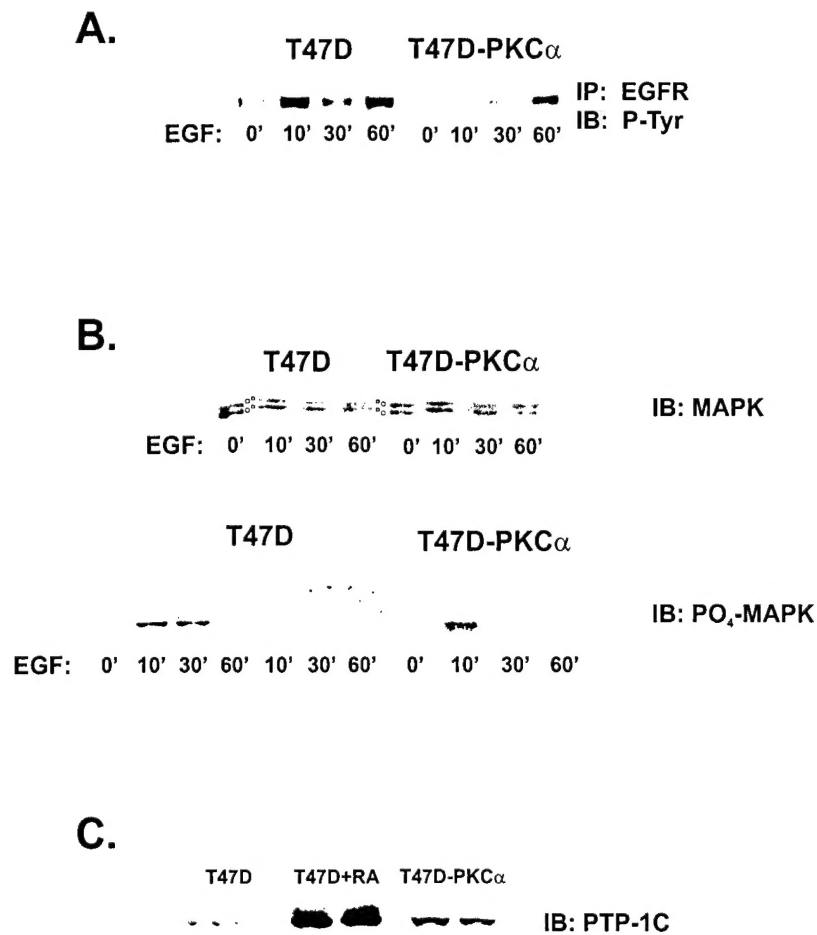 A.
T47D T47D-PKCα
IP: EGFR
IB: P-Tyr
EGF: 0' 10' 30' 60' 0' 10' 30' 60'
B.
T47D T47D-PKCα
IB: MAPK
EGF: 0' 10' 30' 60' 0' 10' 30' 60'
T47D T47D-PKCα
IB: PO₄-MAPK
EGF: 0' 10' 30' 60' 10' 30' 60' 0' 10' 30' 60'
C.
T47D T47D+RA T47D-PKCα
IB: PTP-1C